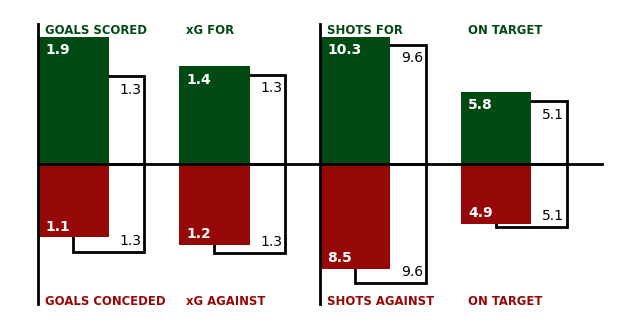 GOALS SCORED xG FOR SHOTS FOR ON TARGET
1.9 1.3 1.4 1.3 10.3 9.6 5.8 5.1
1.1 1.3 1.2 1.3 8.5 9.6 4.9 5.1
GOALS CONCEDED xG AGAINST SHOTS AGAINST ON TARGET